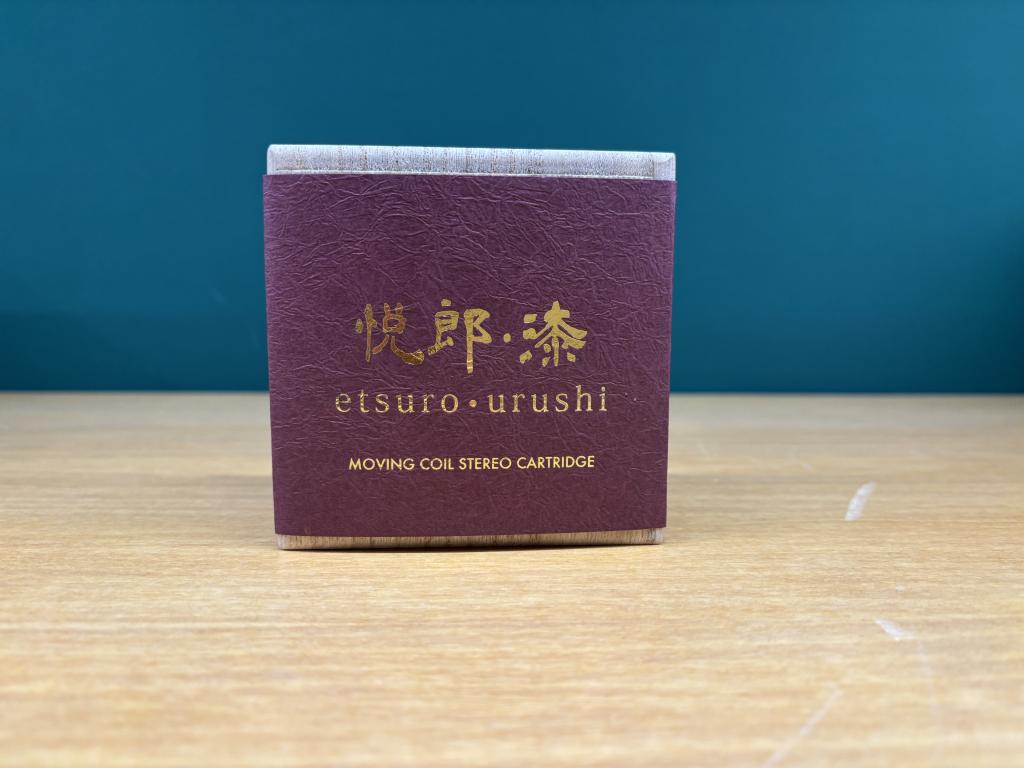 悦郎・漆
etsuro・urushi
MOVING COIL STEREO CARTRIDGE